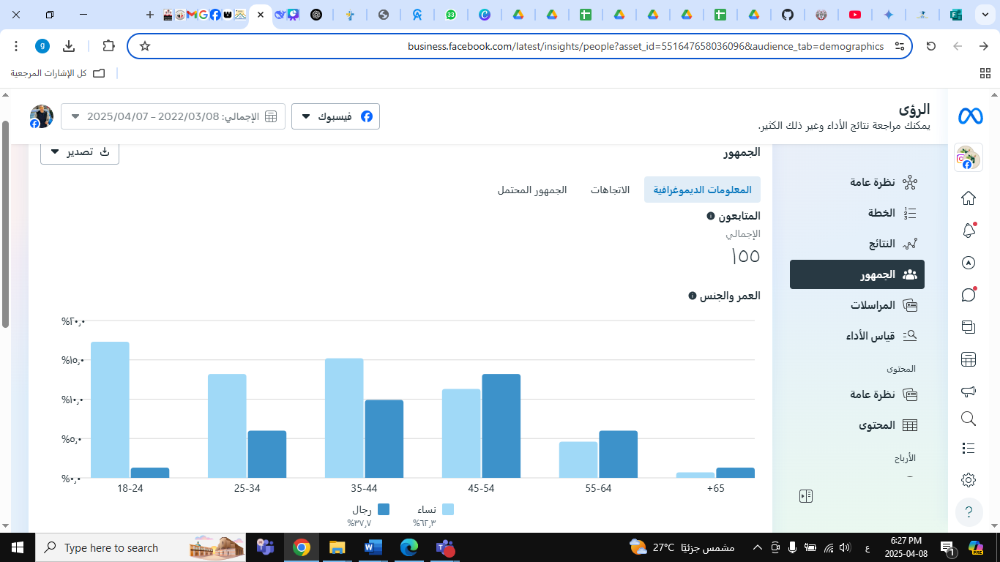 business.facebook.com/latest/insights/people?asset_id=551647658036096&audience_tab=demographics
كل الإشارات المرجعية
الرؤى
يمكنك مراجعة نتائج الأداء وغير ذلك الكثير.
فيسبوك
الإجمالي: 2022/03/08 – 2025/04/07
نظرة عامة
الخطة
النتائج
الجمهور
المراسلات
قياس الأداء
المحتوى
نظرة عامة
المحتوى
الأرباح
الجمهور
تصدير
المعلومات الديموغرافية
الاتجاهات
الجمهور المحتمل
المتابعون
الإجمالي
١٥٥
العمر والجنس
%٢٠٫٠
%١٥٫٠
%١٠٫٠
%٥٫٠
%٠٫٠
18-24
25-34
35-44
45-54
55-64
+65
نساء
%٦٢٫٣
رجال
%٣٧٫٧
Type here to search
27°C مشمس جزئيًا
ع
6:27 PM
2025-04-08